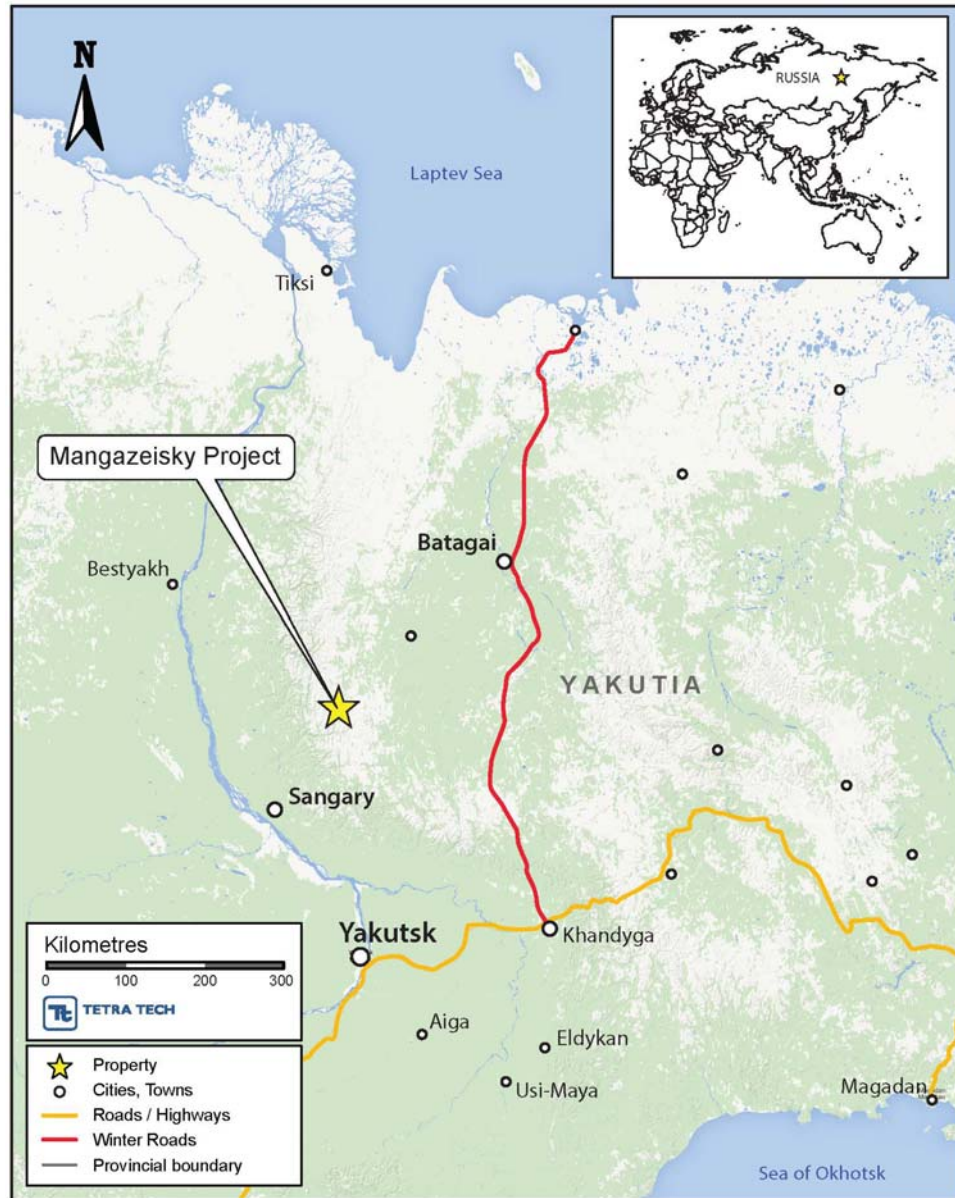 N
RUSSIA
Laptev Sea
Tiksi
Mangazeisky Project
Batagai
Bestyakh
YAKUTIA
Sangary
Khandyga
Yakutsk
Kilometres
0 100 200 300
Tt TETRA TECH
Aiga
Eldykan
Usi-Maya
Magadan
Property
Cities, Towns
Roads / Highways
Winter Roads
Provincial boundary
Sea of Okhotsk